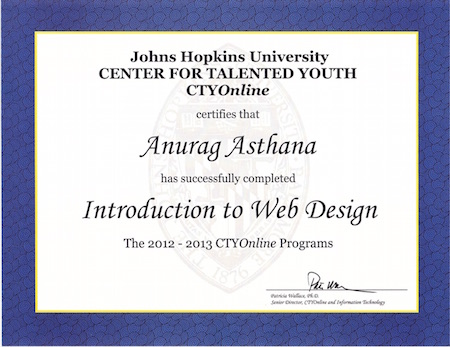 Johns Hopkins University
CENTER FOR TALENTED YOUTH
CTYOnline
certifies that
Anurag Asthana
has successfully completed
Introduction to Web Design
The 2012 - 2013 CTYOnline Programs
Patricia Wallace, Ph.D.
Senior Director, CTYOnline and Information Technology
1876